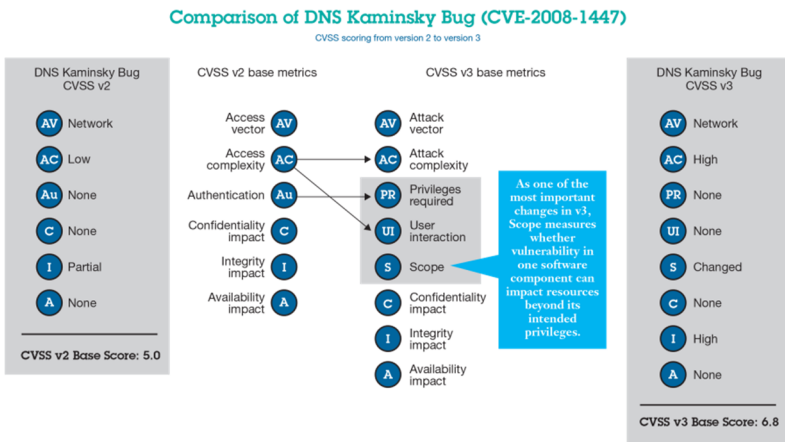 Comparison of DNS Kaminsky Bug (CVE-2008-1447)
CVSS scoring from version 2 to version 3
DNS Kaminsky Bug
CVSS v2
AV Network
AC Low
Au None
C None
I Partial
A None
CVSS v2 Base Score: 5.0
CVSS v2 base metrics
Access
vector AV
Access
complexity AC
Authentication Au
Confidentiality
impact C
Integrity
impact I
Availability
impact A
CVSS v3 base metrics
AV Attack
vector
AC Attack
complexity
PR Privileges
required
UI User
interaction
S Scope
C Confidentiality
impact
I Integrity
impact
A Availability
impact
As one of the
most important
changes in v3,
Scope measures
whether
vulnerability in
one software
component can
impact resources
beyond its
intended
privileges.
DNS Kaminsky Bug
CVSS v3
AV Network
AC High
PR None
UI None
S Changed
C None
I High
A None
CVSS v3 Base Score: 6.8